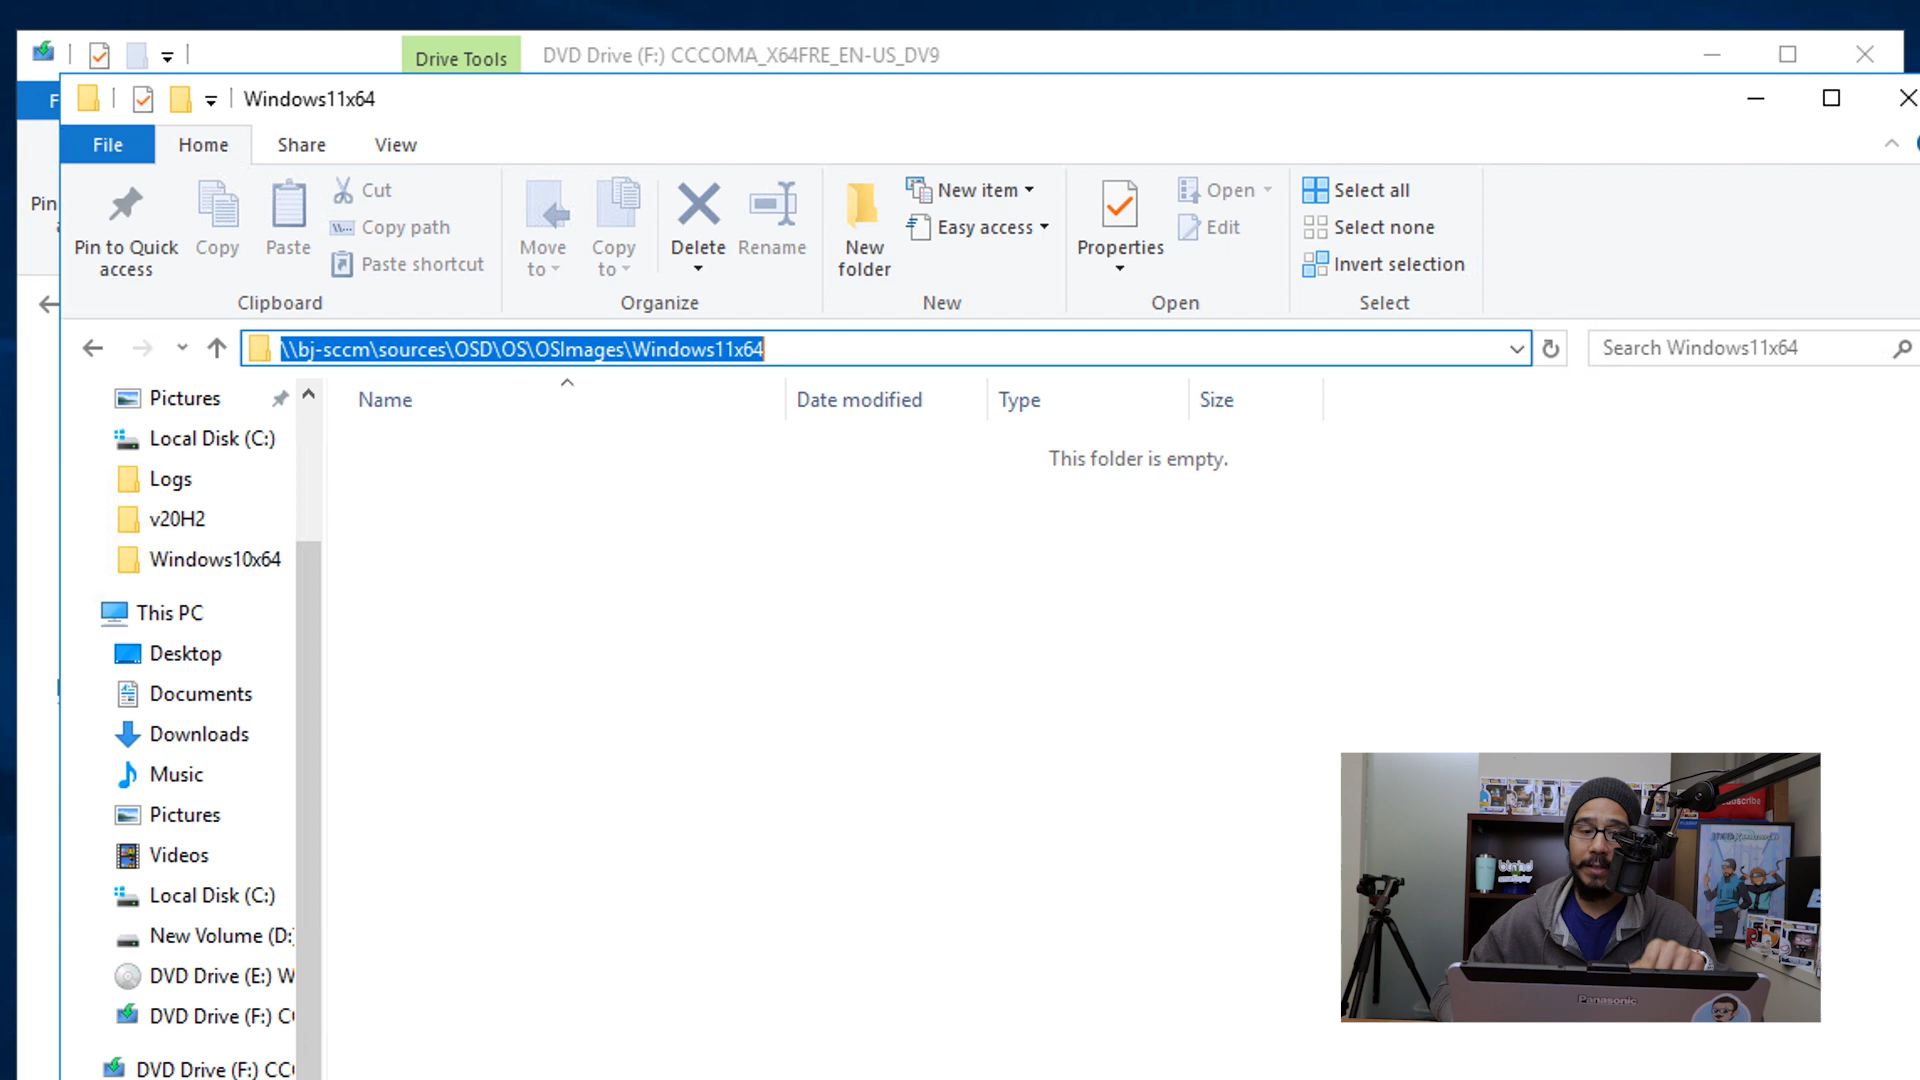 Drive Tools
DVD Drive (F:) CCCOMA_X64FRE_EN-US_DV9
F
Windows11x64
File
Home
Share
View
Pin
Pin to Quick
access
Copy
Paste
Cut
Copy path
Paste shortcut
Clipboard
Move
to
Copy
to
Delete
Rename
Organize
New
folder
New item
Easy access
New
Properties
Open
Edit
Open
Select all
Select none
Invert selection
Select
\\bj-sccm\sources\OSD\OS\OSImages\Windows11x64
Search Windows11x64
Name
Date modified
Type
Size
This folder is empty.
Pictures
Local Disk (C:)
Logs
v20H2
Windows10x64
This PC
Desktop
Documents
Downloads
Music
Pictures
Videos
Local Disk (C:)
New Volume (D:)
DVD Drive (E:) W
DVD Drive (F:) C
DVD Drive (F:) CC
Panasonic